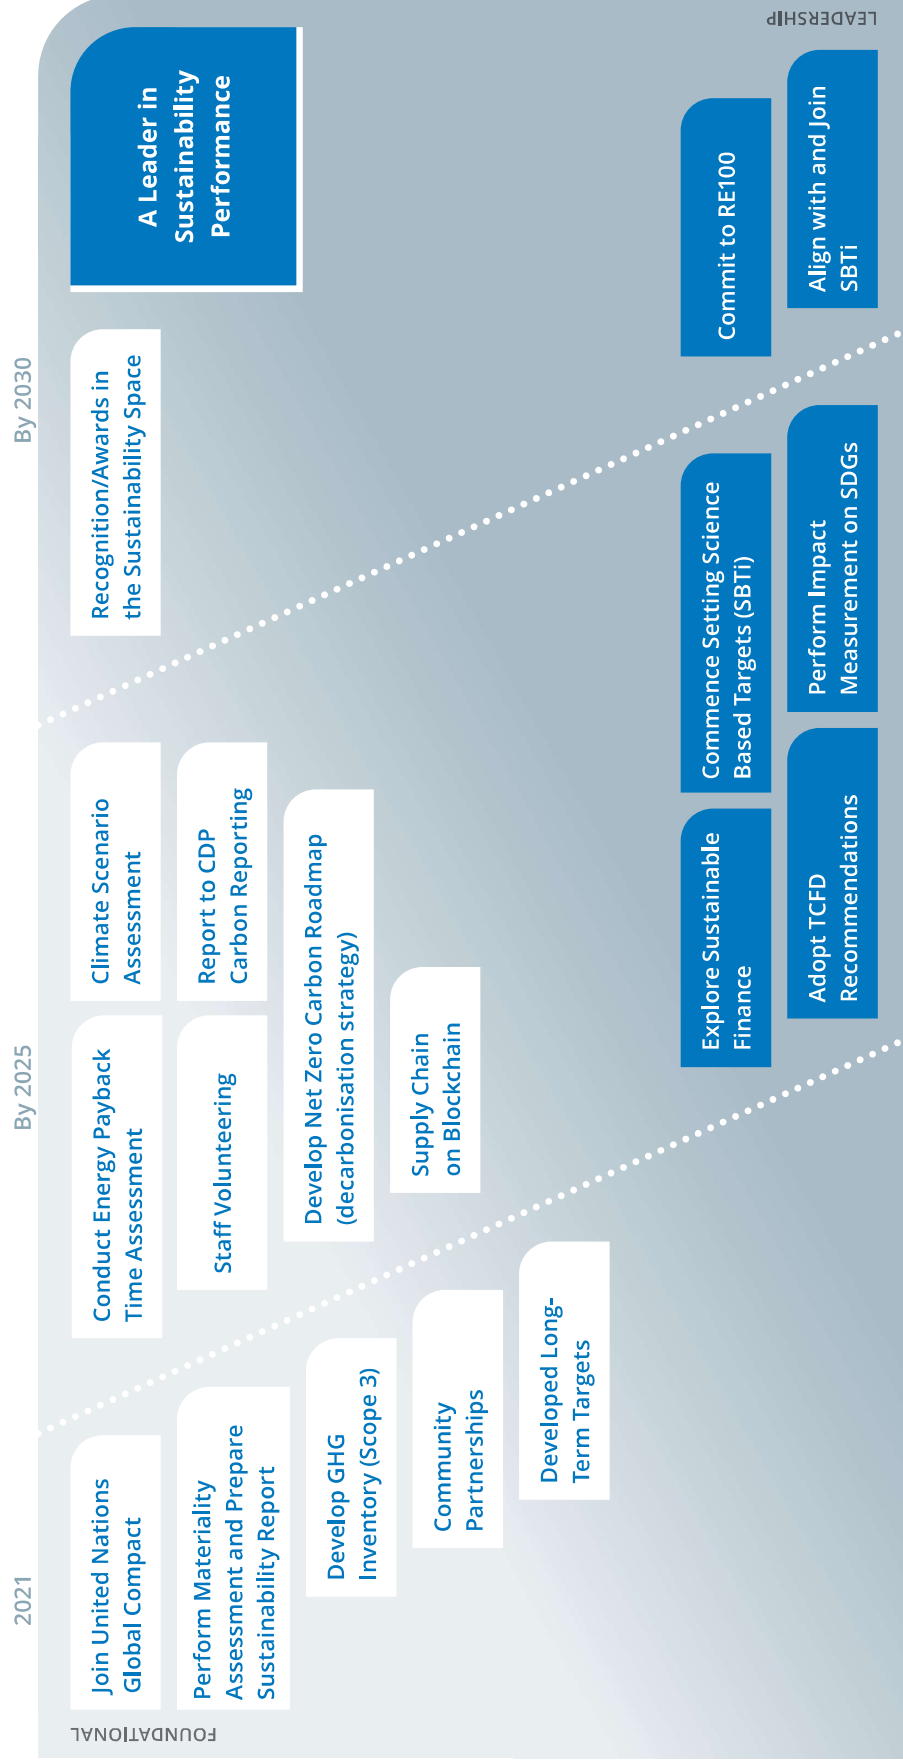 2021
By 2025
By 2030
FOUNDATIONAL
Join United Nations
Global Compact
Perform Materiality
Assessment and Prepare
Sustainability Report
Develop GHG
Inventory (Scope 3)
Community
Partnerships
Developed Long-
Term Targets
Conduct Energy Payback
Time Assessment
Climate Scenario
Assessment
Staff Volunteering
Report to CDP
Carbon Reporting
Develop Net Zero Carbon Roadmap
(decarbonisation strategy)
Supply Chain
on Blockchain
Explore Sustainable
Finance
Commence Setting Science
Based Targets (SBTi)
Adopt TCFD
Recommendations
Perform Impact
Measurement on SDGs
Recognition/Awards in
the Sustainability Space
A Leader in
Sustainability
Performance
Commit to RE100
Align with and Join
SBTi
LEADERSHIP